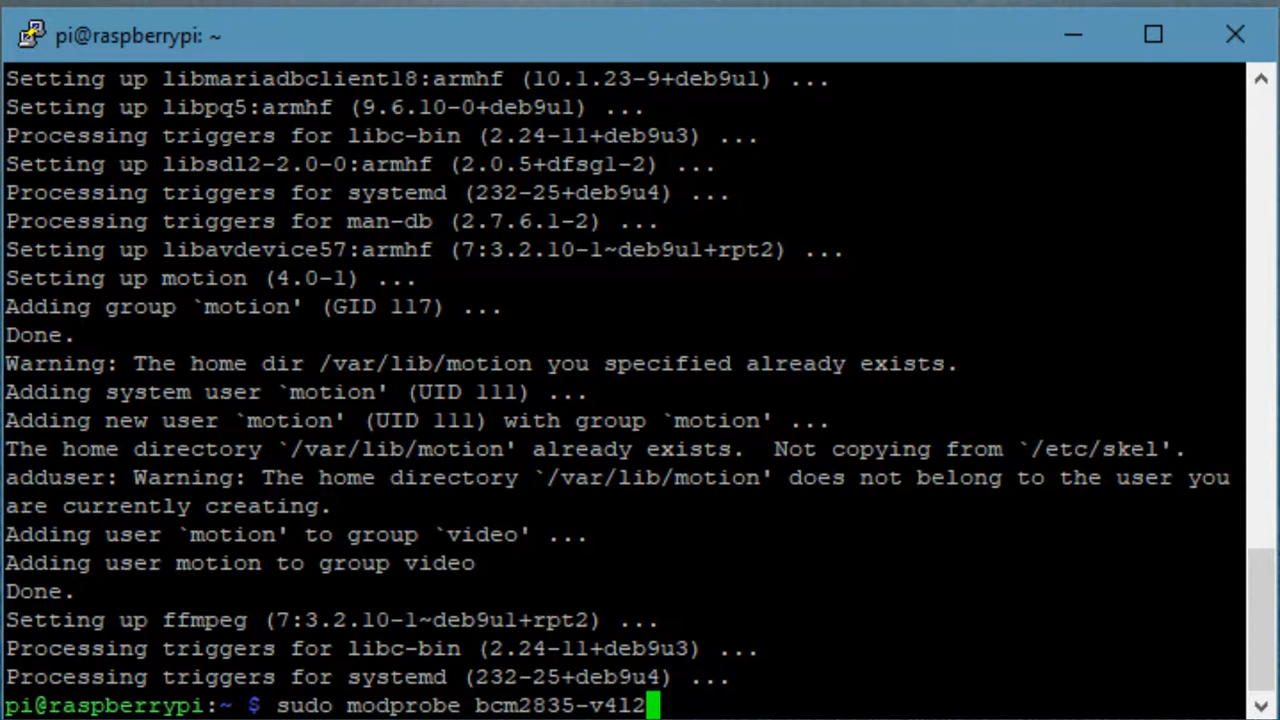 pi@raspberrypi: ~
Setting up libmariadbclient18:armhf (10.1.23-9+deb9u1) ...
Setting up libpq5:armhf (9.6.10-0+deb9u1) ...
Processing triggers for libc-bin (2.24-11+deb9u3) ...
Setting up libsdl2-2.0-0:armhf (2.0.5+dfsg1-2) ...
Processing triggers for systemd (232-25+deb9u4) ...
Processing triggers for man-db (2.7.6.1-2) ...
Setting up libavdevice57:armhf (7:3.2.10-1~deb9u1+rpt2) ...
Setting up motion (4.0-1) ...
Adding group `motion' (GID 117) ...
Done.
Warning: The home dir /var/lib/motion you specified already exists.
Adding system user `motion' (UID 111) ...
Adding new user `motion' (UID 111) with group `motion' ...
The home directory `/var/lib/motion' already exists.  Not copying from `/etc/skel'.
adduser: Warning: The home directory `/var/lib/motion' does not belong to the user you
are currently creating.
Adding user `motion' to group `video' ...
Adding user motion to group video
Done.
Setting up ffmpeg (7:3.2.10-1~deb9u1+rpt2) ...
Processing triggers for libc-bin (2.24-11+deb9u3) ...
Processing triggers for systemd (232-25+deb9u4) ...
pi@raspberrypi:~ $ sudo modprobe bcm2835-v4l2